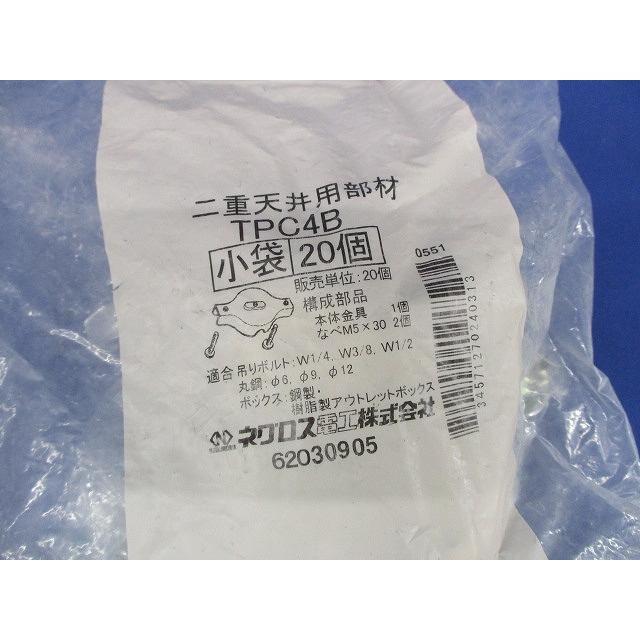 二重天井用部材
TPC4B
小袋 20個
販売単位:20個
構成部品
本体金具 1個
なべM5×30 2個
適合 吊りボルト:W1/4, W3/8, W1/2
丸鋼:φ6, φ9, φ12
ボックス:鋼製・
樹脂製アウトレットボックス
ネグロス電工株式会社
62030905
0551
34571270240313